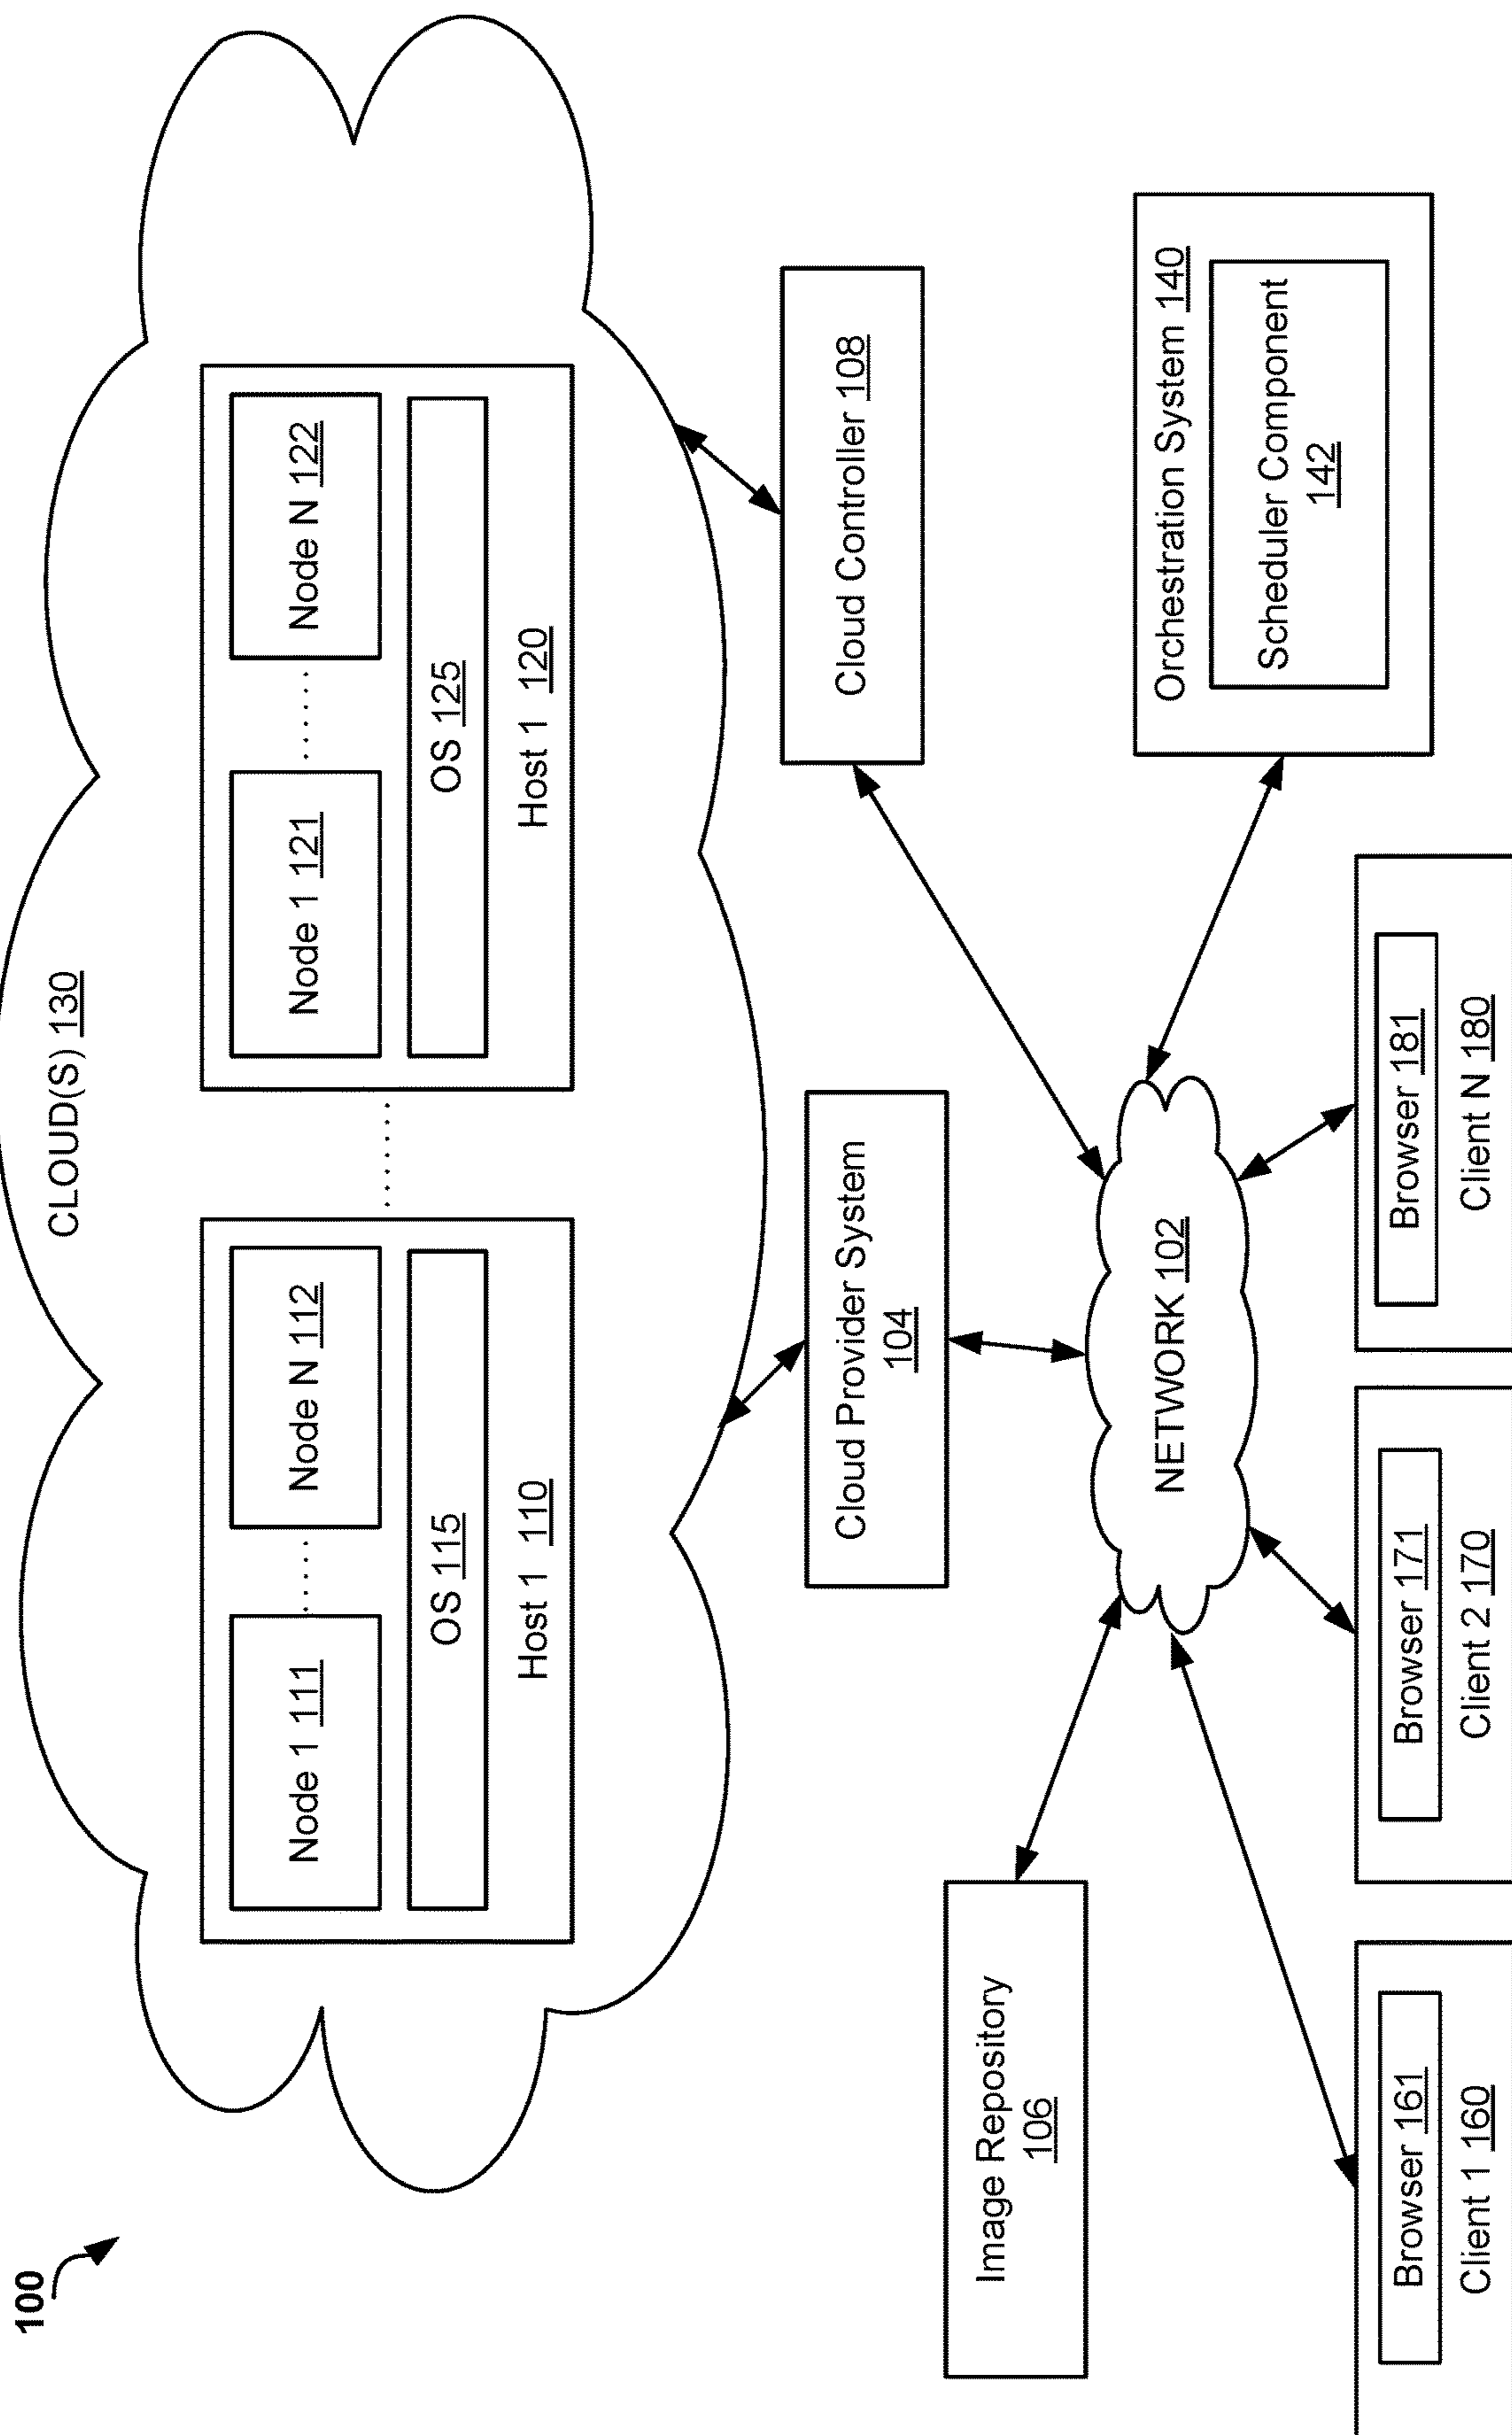 100
CLOUD(S) 130
Node 1 111
......
Node N 112
OS 115
Host 1 110
.......
Node 1 121
.......
Node N 122
OS 125
Host 1 120
Cloud Provider System
104
Cloud Controller 108
Image Repository
106
NETWORK 102
Orchestration System 140
Scheduler Component
142
Browser 161
Client 1 160
Browser 171
Client 2 170
Browser 181
Client N 180